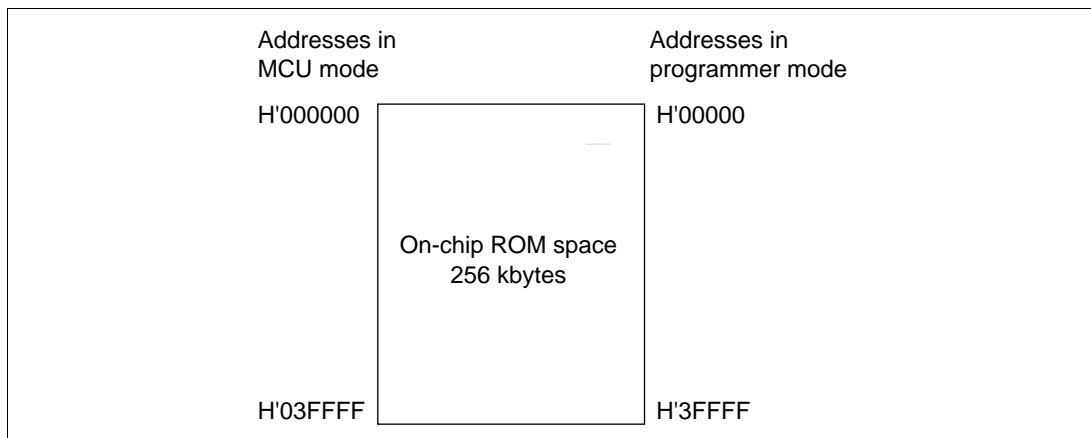 Addresses in
MCU mode
Addresses in
programmer mode
H'000000
H'00000
On-chip ROM space
256 kbytes
H'03FFFF
H'3FFFF